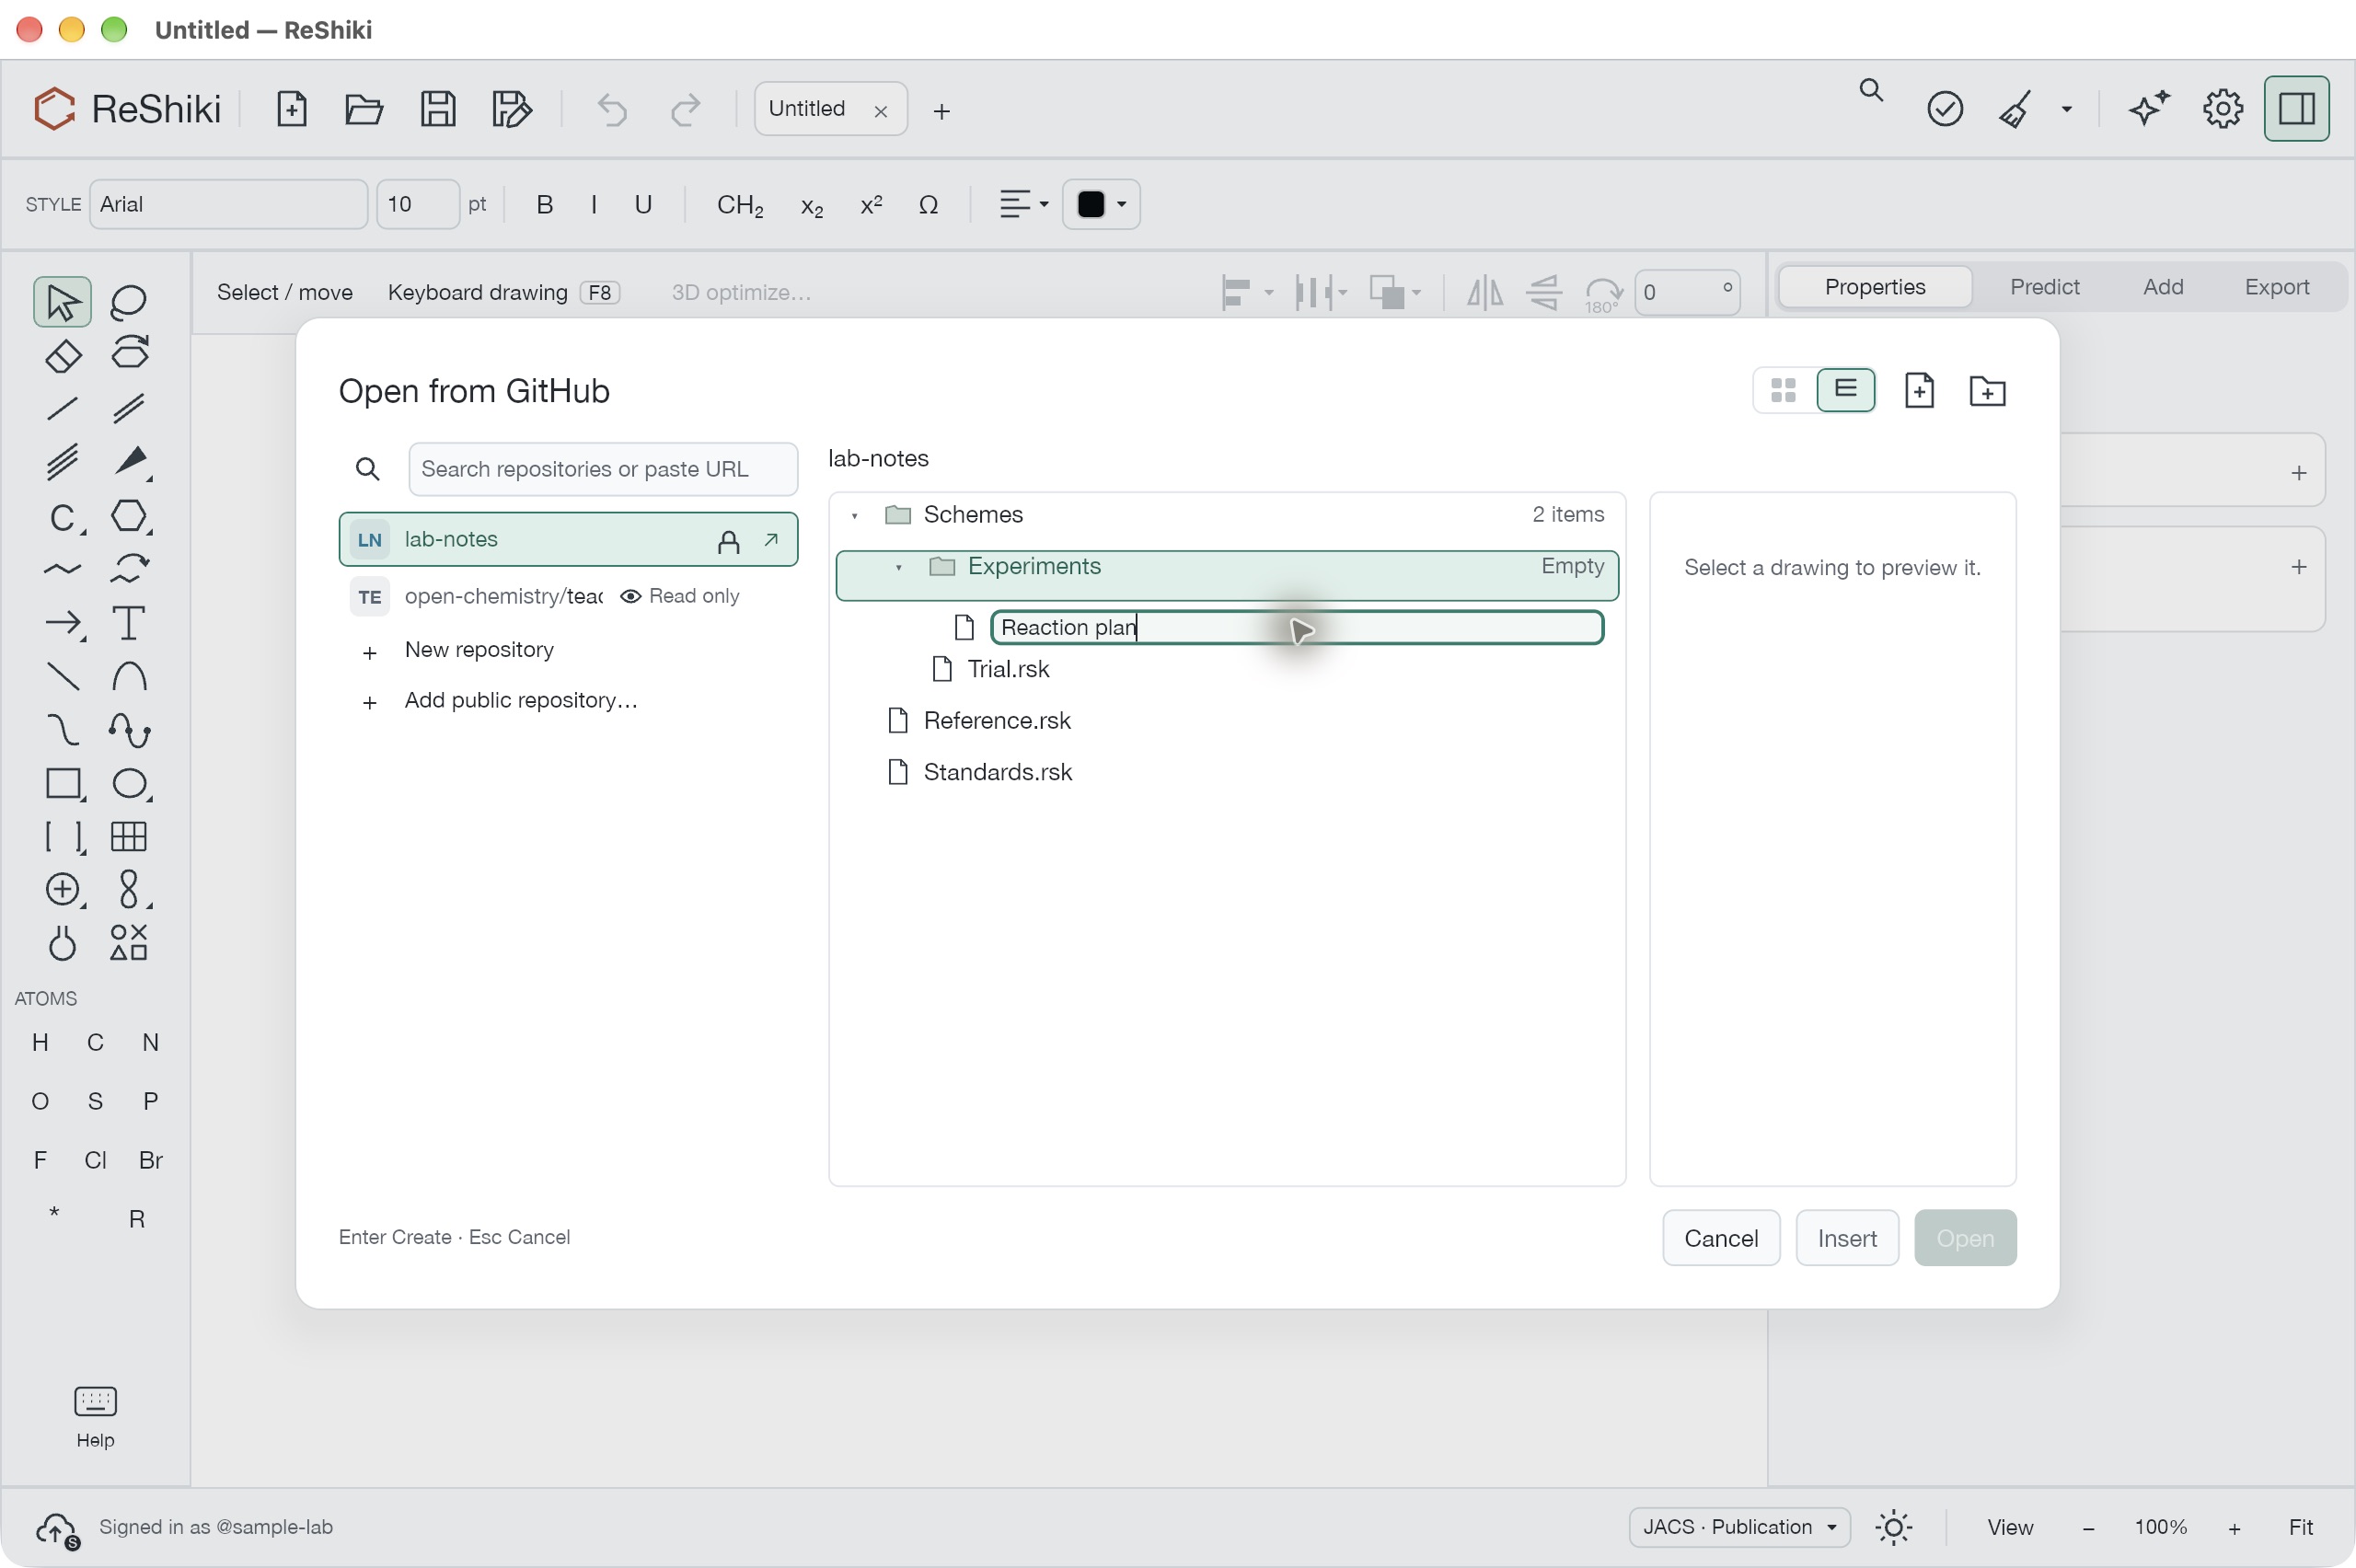 Untitled — ReShiki
ReShiki
Untitled
STYLE Arial 10 pt B I U CH₂ x₂ x² Ω
Select / move Keyboard drawing F8 3D optimize… 180° 0 °
Properties Predict Add Export
Open from GitHub
Search repositories or paste URL
LN lab-notes
TE open-chemistry/teac Read only
+ New repository
+ Add public repository…
lab-notes
Schemes 2 items
Experiments Empty
Reaction plan
Trial.rsk
Reference.rsk
Standards.rsk
Select a drawing to preview it.
Enter Create · Esc Cancel
Cancel Insert Open
C
T
[ ]
ATOMS
H C N
O S P
F Cl Br
* R
Help
S Signed in as @sample-lab
JACS · Publication
View − 100% + Fit